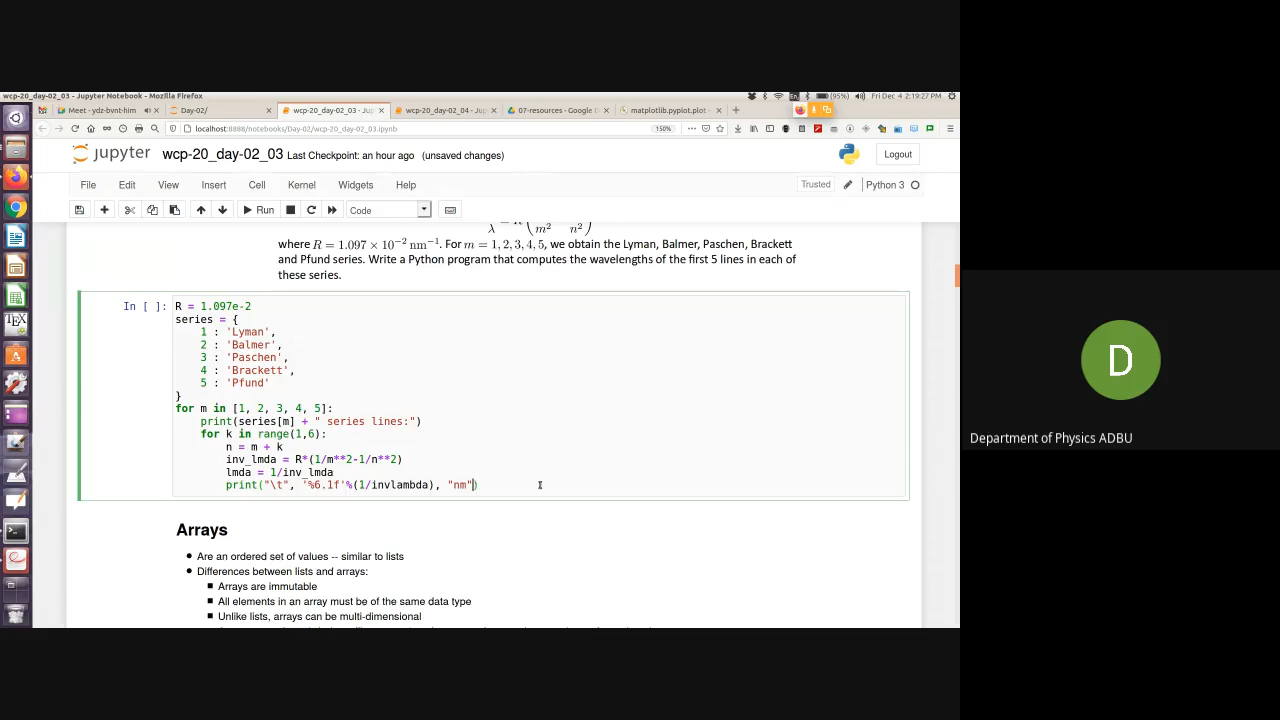 wcp-20_day-02_03 - Jupyter Notebook - Mozilla Firefox
(95%) Fri Dec 4 2:19:27 PM
Meet - ydz-bvnt-him
Day-02/
wcp-20_day-02_03 - Jup
wcp-20_day-02_04 - Jup
07-resources - Google D
matplotlib.pyplot.plot -
localhost:8888/notebooks/Day-02/wcp-20_day-02_03.ipynb
150%
jupyter wcp-20_day-02_03 Last Checkpoint: an hour ago (unsaved changes)
Logout
File Edit View Insert Cell Kernel Widgets Help
Trusted Python 3
Run Code
λ = R ( m² n² )
where R = 1.097 × 10⁻² nm⁻¹. For m = 1, 2, 3, 4, 5, we obtain the Lyman, Balmer, Paschen, Brackett
and Pfund series. Write a Python program that computes the wavelengths of the first 5 lines in each of
these series.
In [ ]: R = 1.097e-2
series = {
1 : 'Lyman',
2 : 'Balmer',
3 : 'Paschen',
4 : 'Brackett',
5 : 'Pfund'
}
for m in [1, 2, 3, 4, 5]:
print(series[m] + " series lines:")
for k in range(1,6):
n = m + k
inv_lmda = R*(1/m**2-1/n**2)
lmda = 1/inv_lmda
print("\t", '%6.1f'%(1/invlambda), "nm")
Arrays
Are an ordered set of values -- similar to lists
Differences between lists and arrays:
Arrays are immutable
All elements in an array must be of the same data type
Unlike lists, arrays can be multi-dimensional
D
Department of Physics ADBU